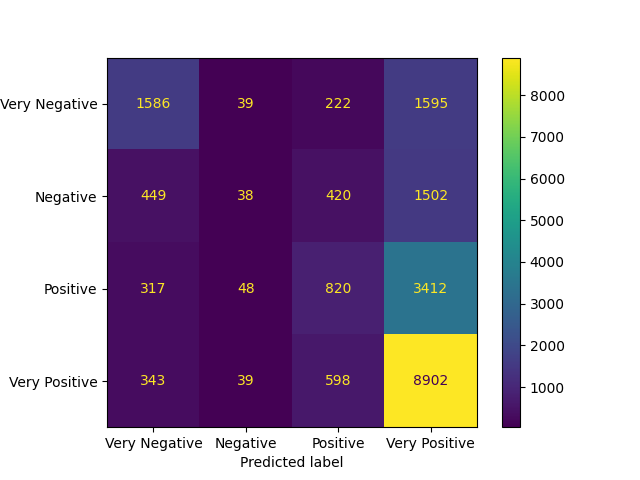 Very Negative 1586 39 222 1595
Negative 449 38 420 1502
Positive 317 48 820 3412
Very Positive 343 39 598 8902
Very Negative Negative Positive Very Positive
Predicted label
8000
7000
6000
5000
4000
3000
2000
1000